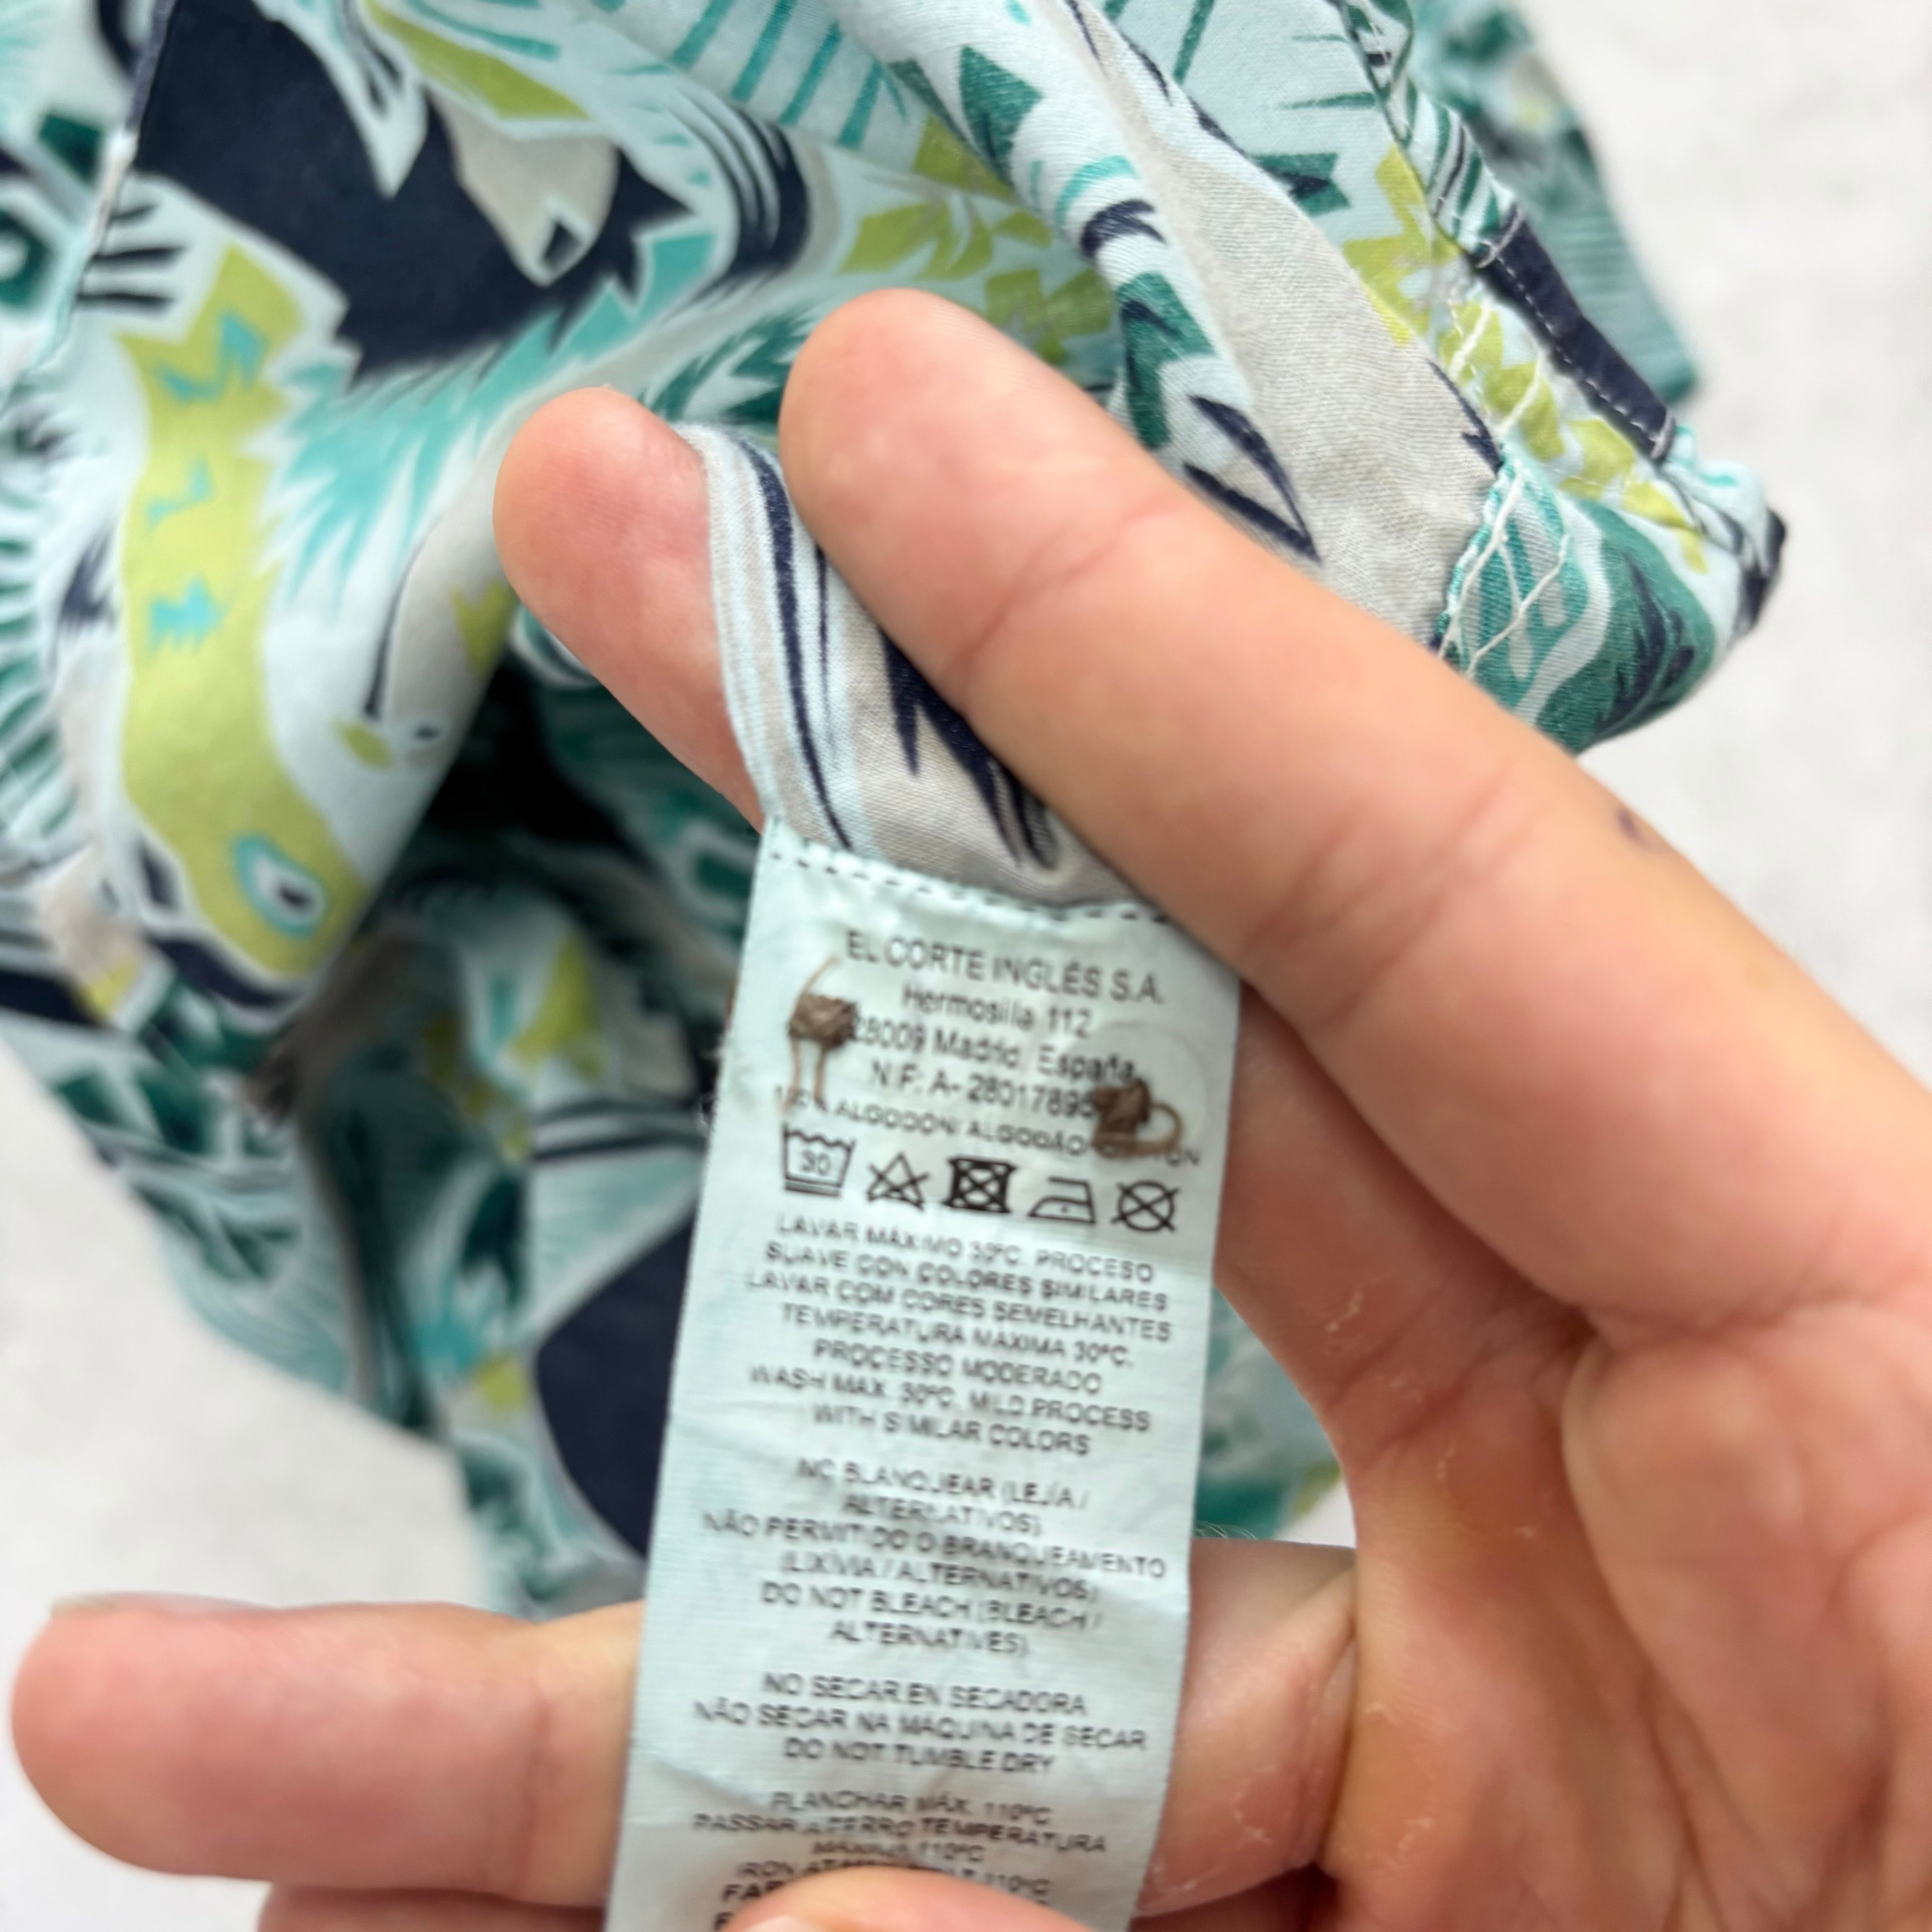 EL CORTE INGLÉS S.A.
Hermosilla 112
28009 Madrid. España
N.I.F: A- 28017895
ALGODÓN/ ALGODÃO
30
LAVAR MÁXIMO 30ºC. PROCESO
SUAVE CON COLORES SIMILARES
LAVAR COM CORES SEMELHANTES
TEMPERATURA MAXIMA 30ºC.
PROCESSO MODERADO
WASH MAX. 30ºC, MILD PROCESS
WITH SIMILAR COLORS
NO BLANQUEAR (LEJÍA /
ALTERNATIVOS)
NÃO PERMITIDO O BRANQUEAMENTO
(LIXÍVIA / ALTERNATIVOS)
DO NOT BLEACH (BLEACH /
ALTERNATIVES)
NO SECAR EN SECADORA
NÃO SECAR NA MÁQUINA DE SECAR
DO NOT TUMBLE DRY
PLANCHAR MÁX. 110ºC
PASSAR A FERRO TEMPERATURA
MÁXIMA 110ºC
IRON AT 110ºC